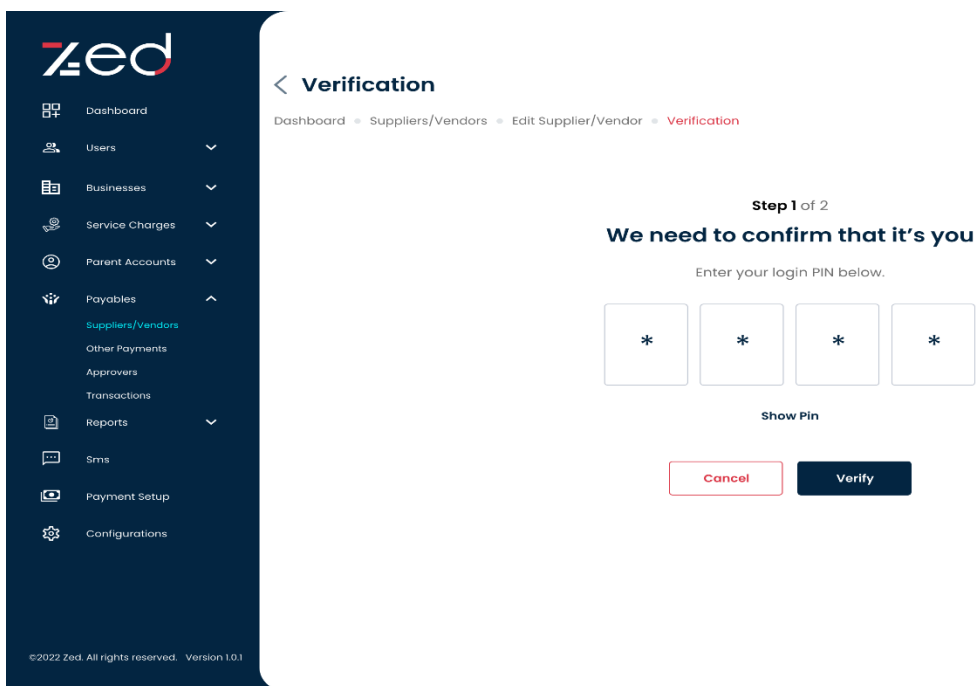 zed
Dashboard
Users
Businesses
Service Charges
Parent Accounts
Payables
Suppliers/Vendors
Other Payments
Approvers
Transactions
Reports
Sms
Payment Setup
Configurations
©2022 Zed. All rights reserved. Version 1.0.1
Verification
Dashboard Suppliers/Vendors Edit Supplier/Vendor Verification
Step 1 of 2
We need to confirm that it's you
Enter your login PIN below.
* * * *
Show Pin
Cancel Verify